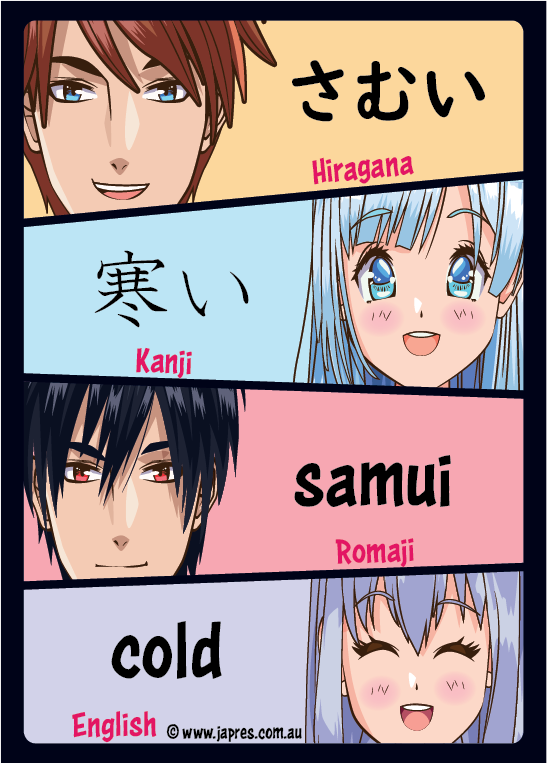 さむい
Hiragana
寒い
Kanji
samui
Romaji
cold
English © www.japres.com.au